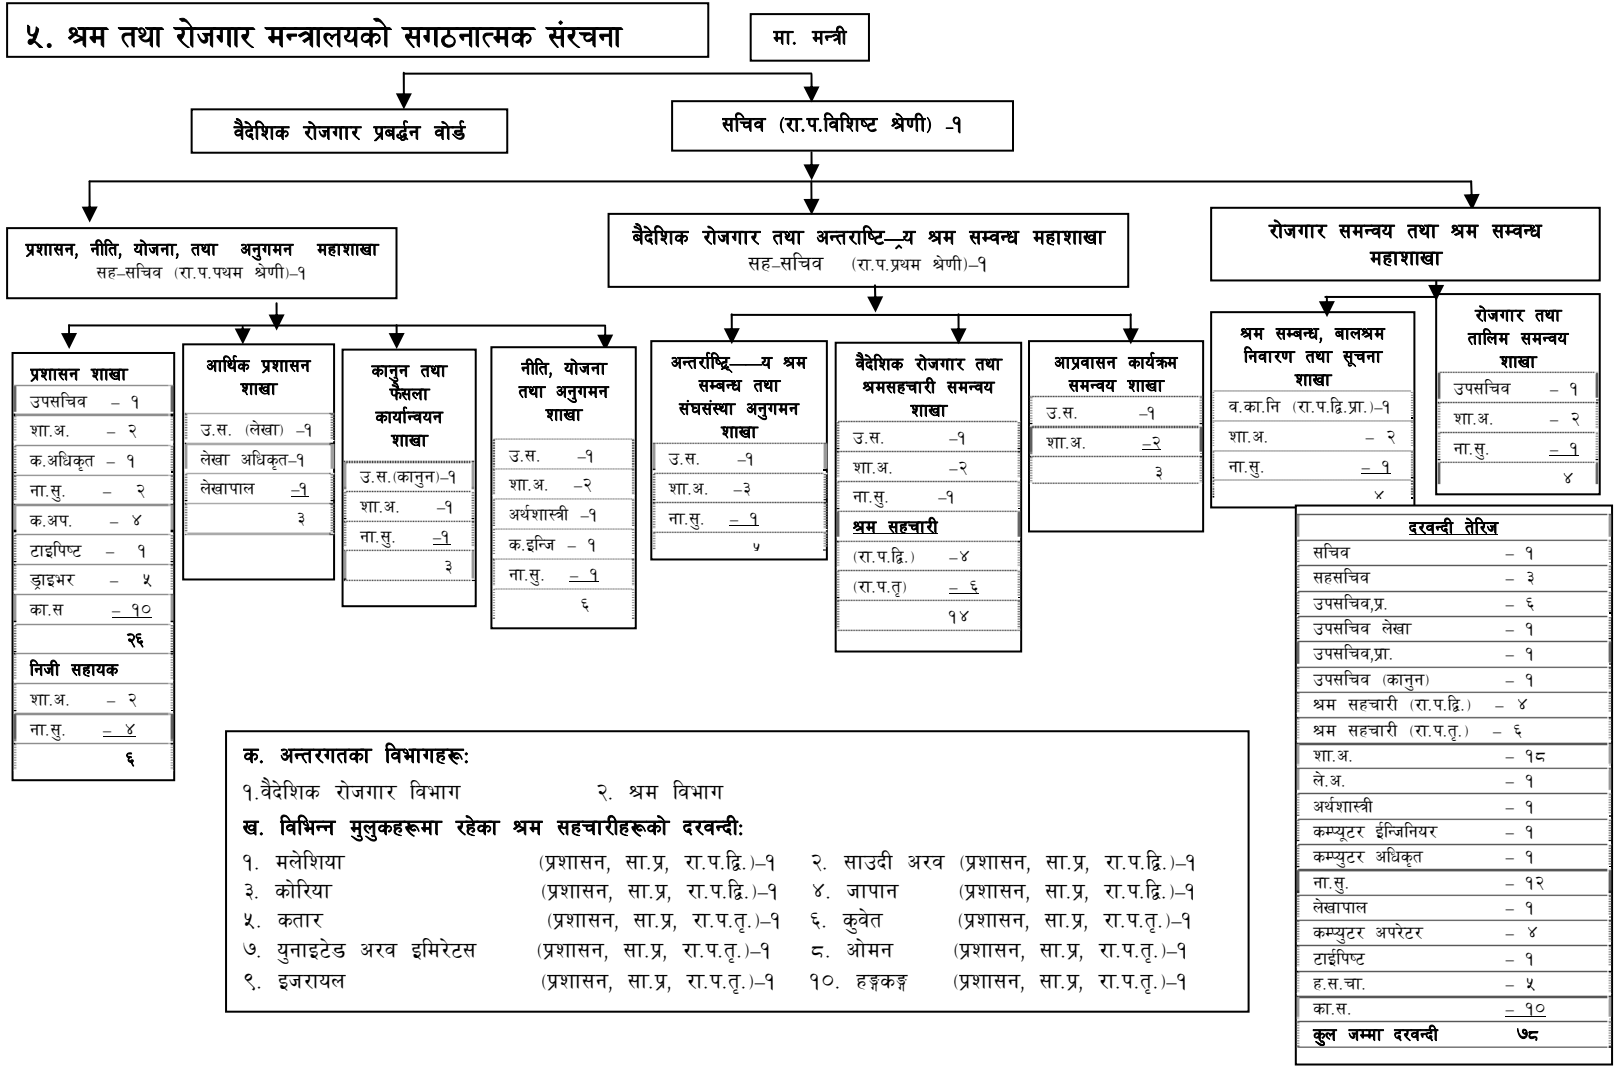 ५. श्रम तथा रोजगार मन्त्रालयको सगठनात्मक संरचना
मा. मन्त्री
वैदेशिक रोजगार प्रबर्द्धन वोर्ड
सचिव (रा.प.विशिष्ट श्रेणी) –१
प्रशासन, नीति, योजना, तथा अनुगमन महाशाखा
सह–सचिव (रा.प.पथम श्रेणी)–१
बैदेशिक रोजगार तथा अन्तराष्टि—्रय श्रम सम्वन्ध महाशाखा
सह–सचिव (रा.प.प्रथम श्रेणी)–१
रोजगार समन्वय तथा श्रम सम्वन्ध
महाशाखा
प्रशासन शाखा
उपसचिव – १
शा.अ. – २
क.अधिकृत – १
ना.सु. – २
क.अप. – ४
टाइपिष्ट – १
ड्राइभर – ५
का.स – १०
२६
निजी सहायक
शा.अ. – २
ना.सु. – ४
६
आर्थिक प्रशासन
शाखा
उ.स. (लेखा) –१
लेखा अधिकृत–१
लेखापाल –१
३
कानुन तथा
फैसला
कार्यान्वयन
शाखा
उ.स.(कानुन)–१
शा.अ. –१
ना.सु. –१
३
नीति, योजना
तथा अनुगमन
शाखा
उ.स. –१
शा.अ. –२
अर्थशास्त्री –१
क.इन्जि – १
ना.सु. – १
६
अन्तर्राष्ट्रि——य श्रम
सम्बन्ध तथा
संघसंस्था अनुगमन
शाखा
उ.स. –१
शा.अ. –३
ना.सु. – १
५
वैदेशिक रोजगार तथा
श्रमसहचारी समन्वय
शाखा
उ.स. –१
शा.अ. –२
ना.सु. –१
श्रम सहचारी
(रा.प.द्वि.) –४
(रा.प.तृ) – ६
१४
आप्रवासन कार्यक्रम
समन्वय शाखा
उ.स. –१
शा.अ. –२
३
श्रम सम्बन्ध, बालश्रम
निवारण तथा सूचना
शाखा
व.का.नि (रा.प.द्वि.प्रा.)–१
शा.अ. – २
ना.सु. – १
४
रोजगार तथा
तालिम समन्वय
शाखा
उपसचिव – १
शा.अ. – २
ना.सु. – १
४
दरवन्दी तेरिज
सचिव – १
सहसचिव – ३
उपसचिव,प्र. – ६
उपसचिव लेखा – १
उपसचिव,प्रा. – १
उपसचिव (कानुन) – १
श्रम सहचारी (रा.प.द्वि.) – ४
श्रम सहचारी (रा.प.तृ.) – ६
शा.अ. – १८
ले.अ. – १
अर्थशास्त्री – १
कम्प्यूटर ईन्जिनियर – १
कम्प्युटर अधिकृत – १
ना.सु. – १२
लेखापाल – १
कम्प्युटर अपरेटर – ४
टाईपिष्ट – १
ह.स.चा. – ५
का.स. – १०
कुल जम्मा दरवन्दी ७८
क. अन्तरगतका विभागहरू:
१.वैदेशिक रोजगार विभाग २. श्रम विभाग
ख. विभिन्न मुलुकहरूमा रहेका श्रम सहचारीहरूको दरवन्दी:
१. मलेशिया (प्रशासन, सा.प्र, रा.प.द्वि.)–१ २. साउदी अरव (प्रशासन, सा.प्र, रा.प.द्वि.)–१
३. कोरिया (प्रशासन, सा.प्र, रा.प.द्वि.)–१ ४. जापान (प्रशासन, सा.प्र, रा.प.द्वि.)–१
५. कतार (प्रशासन, सा.प्र, रा.प.तृ.)–१ ६. कुवेत (प्रशासन, सा.प्र, रा.प.तृ.)–१
७. युनाइटेड अरव इमिरेटस (प्रशासन, सा.प्र, रा.प.तृ.)–१ ८. ओमन (प्रशासन, सा.प्र, रा.प.तृ.)–१
९. इजरायल (प्रशासन, सा.प्र, रा.प.तृ.)–१ १०. हङ्गकङ्ग (प्रशासन, सा.प्र, रा.प.तृ.)–१